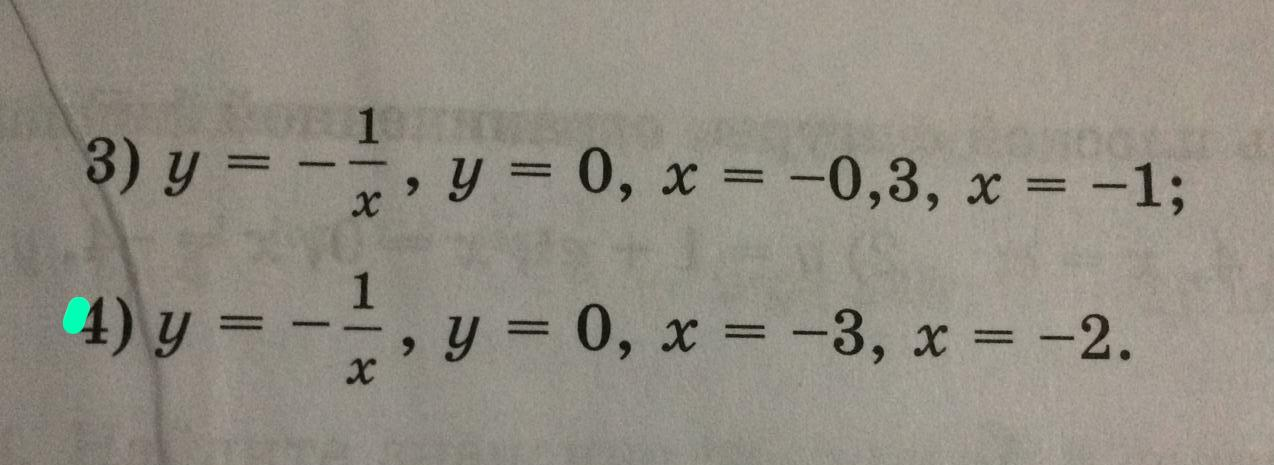 3) y = −1/x, y = 0, x = −0,3, x = −1;
4) y = −1/x, y = 0, x = −3, x = −2.